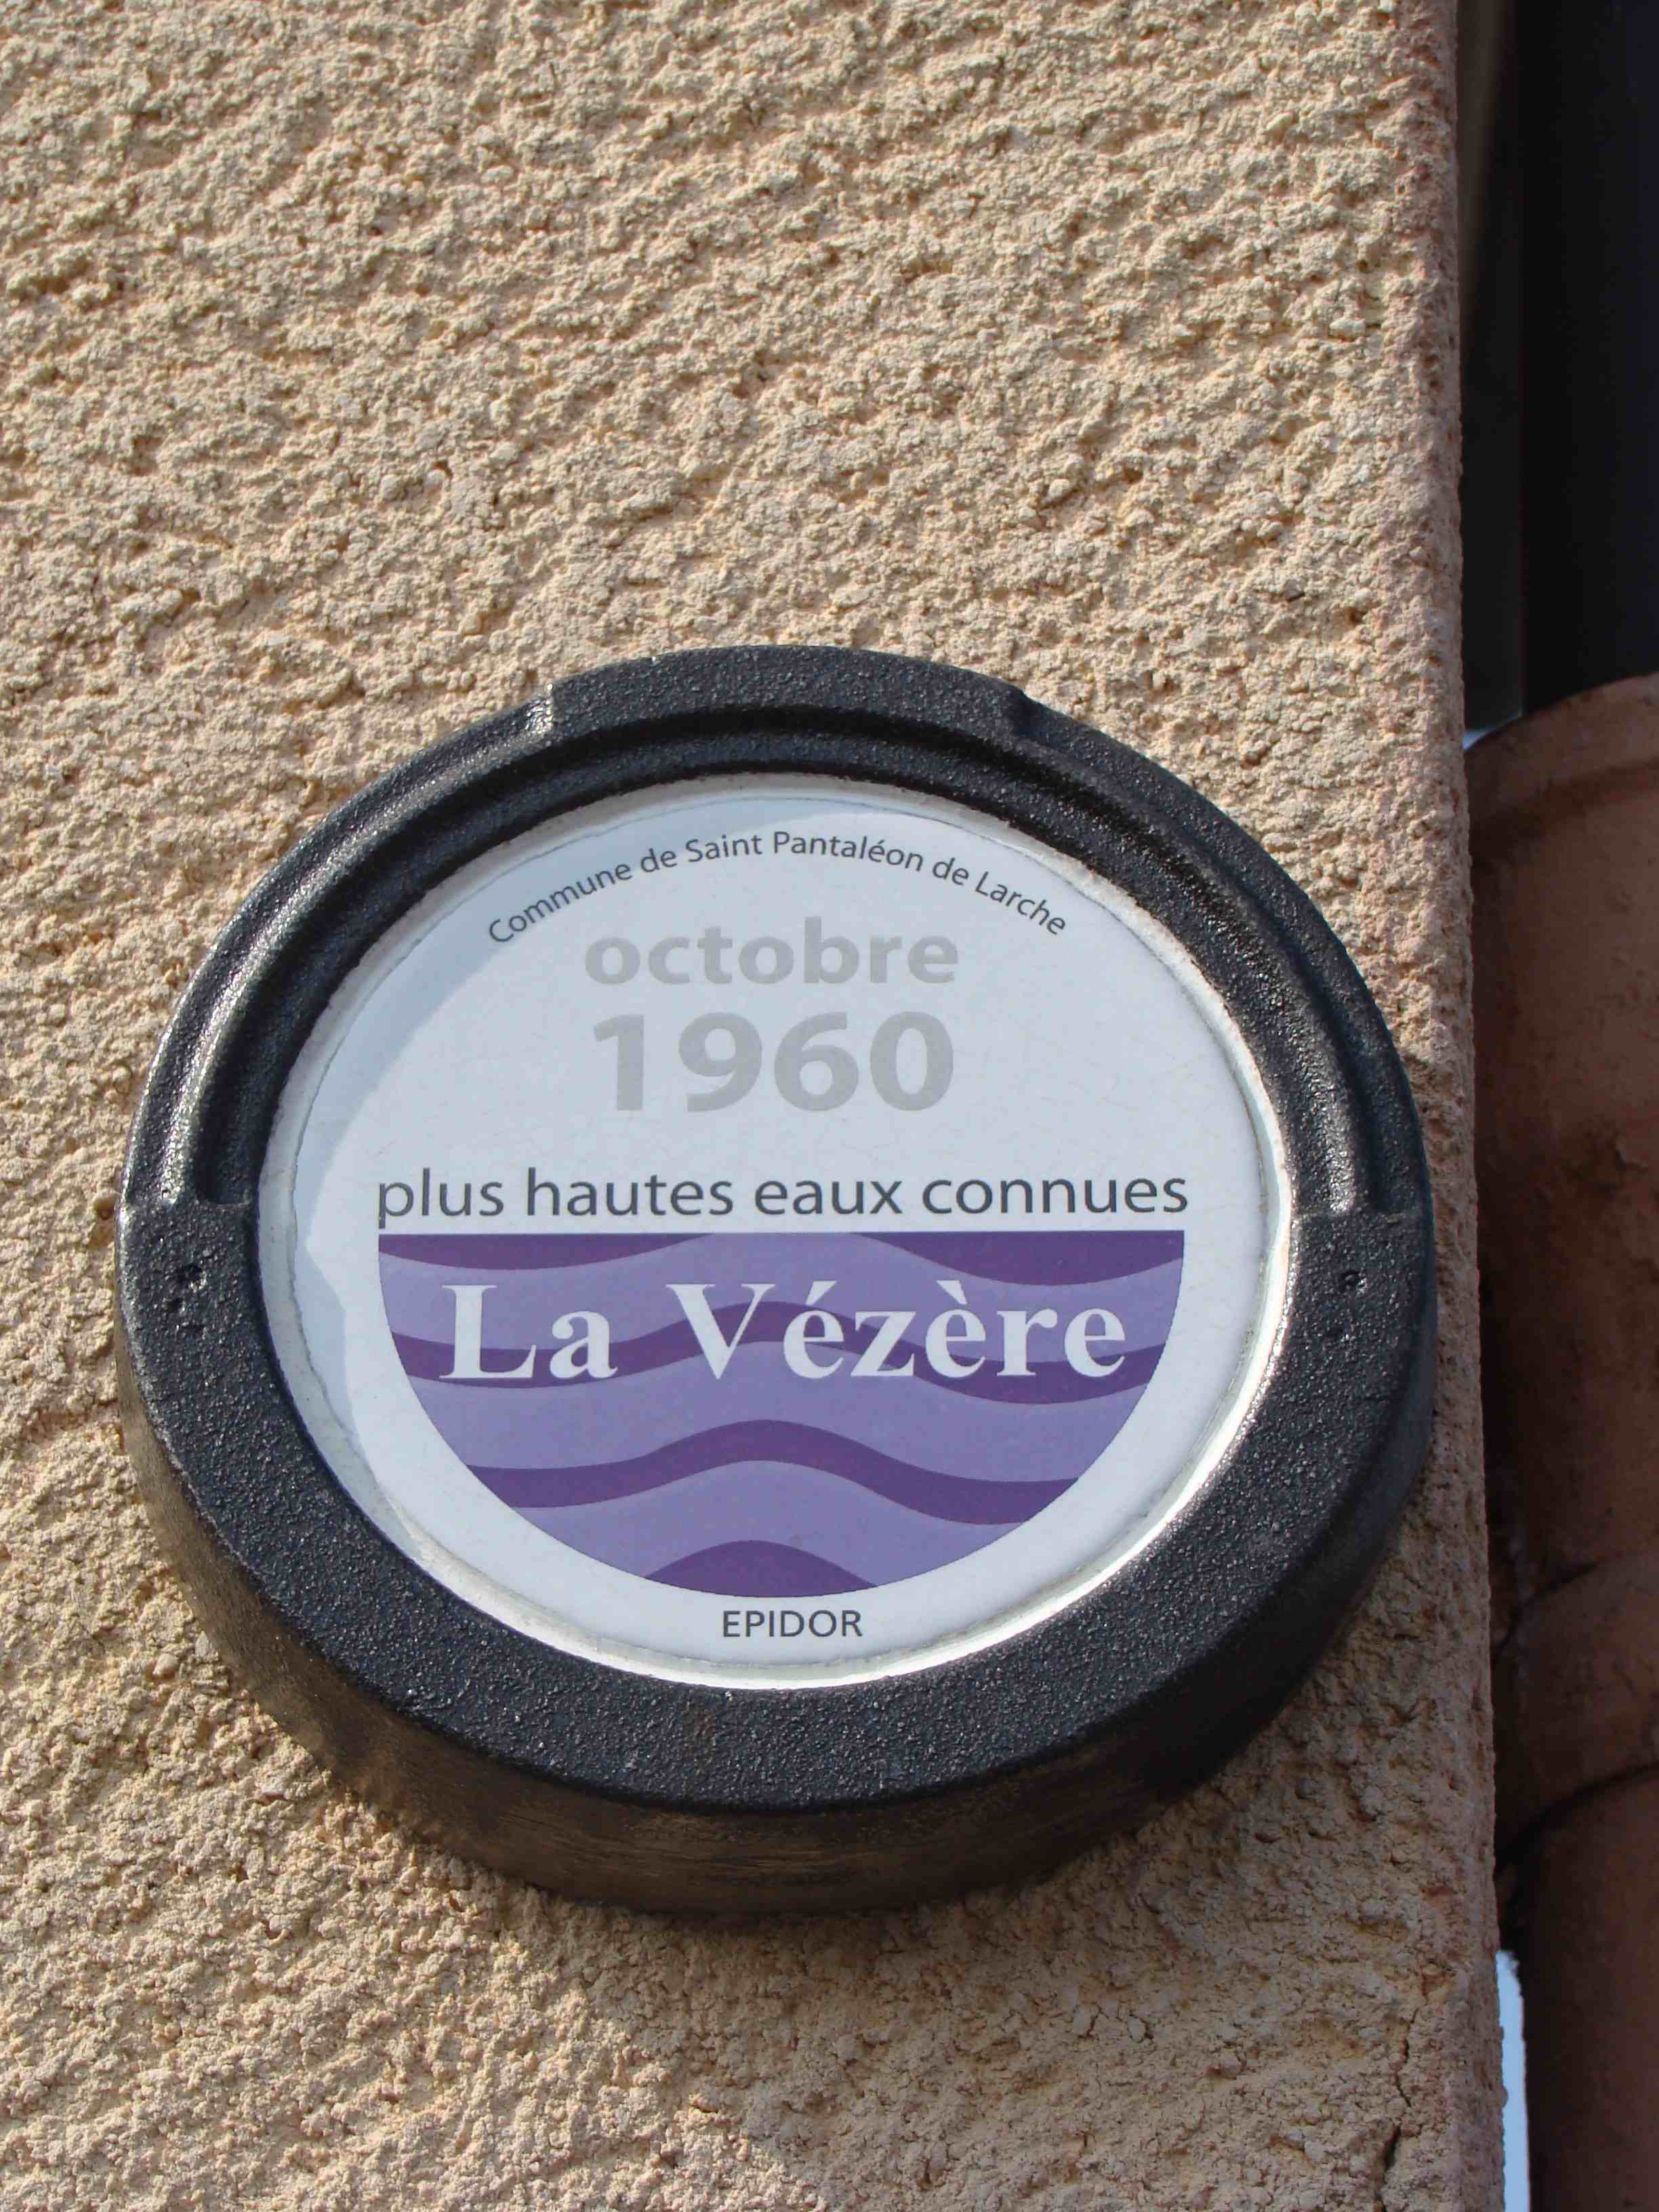 Commune de Saint Pantaléon de Larche
octobre
1960
plus hautes eaux connues
La Vézère
EPIDOR